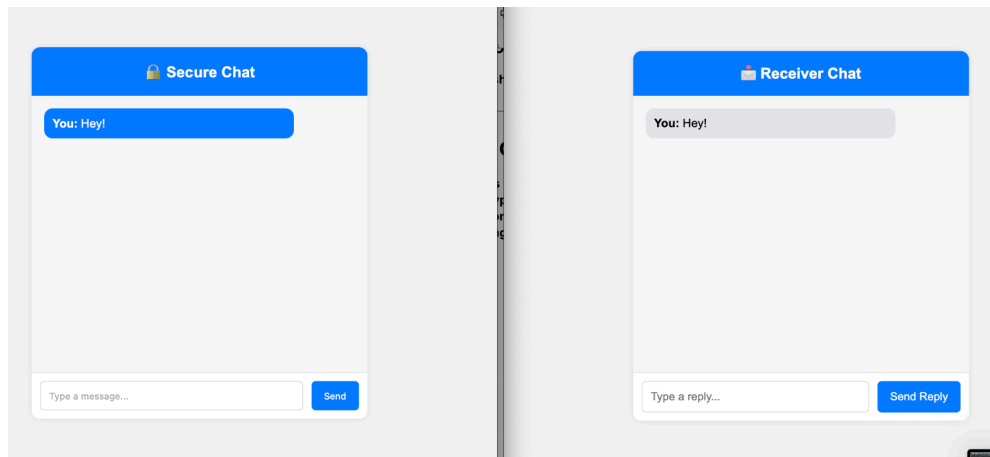 Secure Chat
You: Hey!
Type a message...
Send
Receiver Chat
You: Hey!
Type a reply...
Send Reply